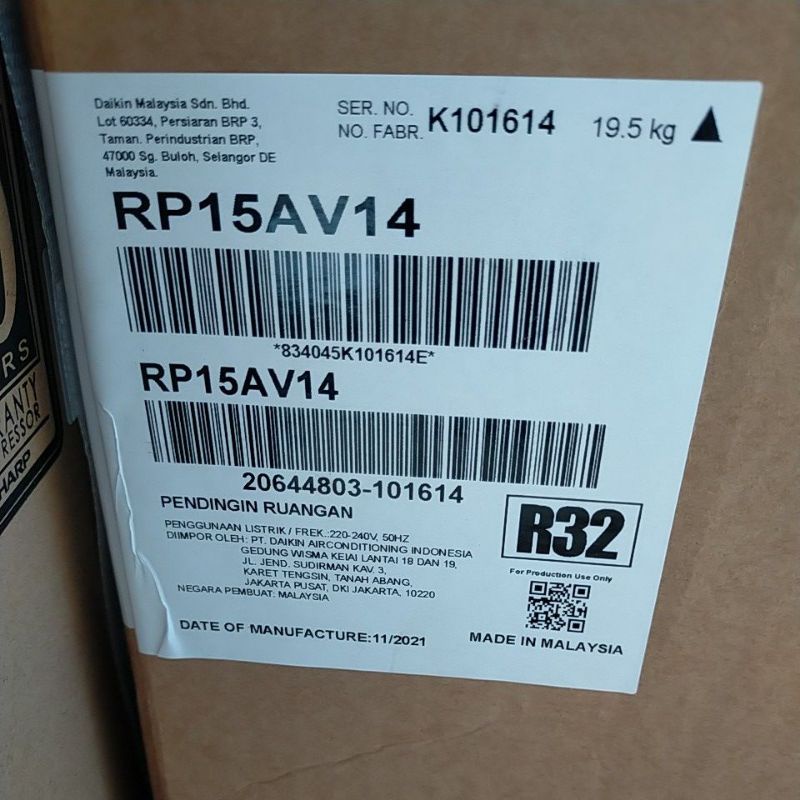 Daikin Malaysia Sdn. Bhd.
Lot 60334, Persiaran BRP 3,
Taman. Perindustrian BRP,
47000 Sg. Buloh, Selangor DE
Malaysia.
SER. NO.
NO. FABR.
K101614
19.5 kg
RP15AV14
*834045K101614E*
RP15AV14
20644803-101614
PENDINGIN RUANGAN
PENGGUNAAN LISTRIK / FREK.:220-240V, 50HZ
DIIMPOR OLEH: PT. DAIKIN AIRCONDITIONING INDONESIA
GEDUNG WISMA KEIAI LANTAI 18 DAN 19,
JL. JEND. SUDIRMAN KAV. 3,
KARET TENGSIN, TANAH ABANG,
JAKARTA PUSAT, DKI JAKARTA, 10220
NEGARA PEMBUAT: MALAYSIA
DATE OF MANUFACTURE:11/2021
R32
For Production Use Only
MADE IN MALAYSIA